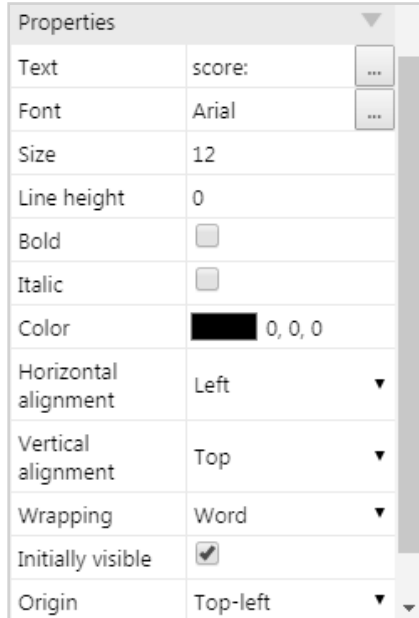 Properties
Text score: ...
Font Arial ...
Size 12
Line height 0
Bold
Italic
Color 0, 0, 0
Horizontal
alignment Left
Vertical
alignment Top
Wrapping Word
Initially visible
Origin Top-left